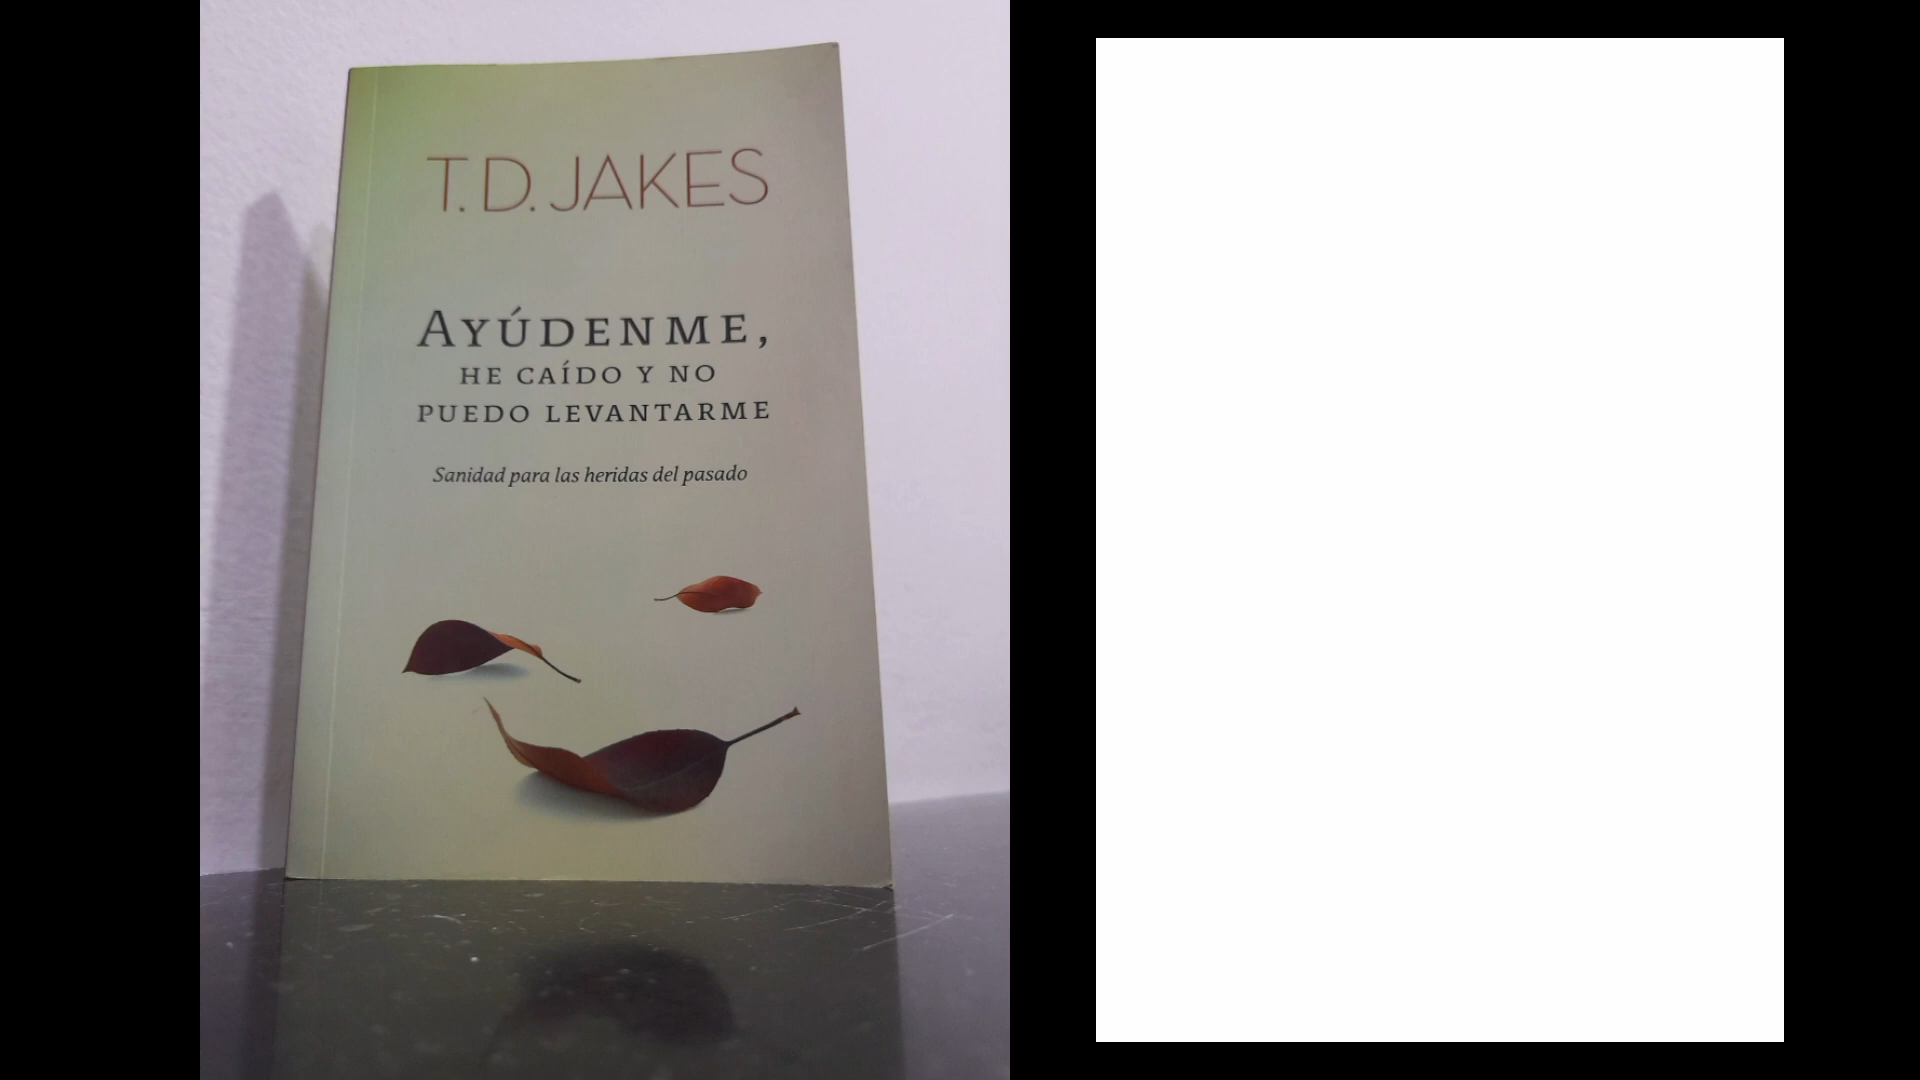 T. D. JAKES
AYÚDENME,
HE CAÍDO Y NO
PUEDO LEVANTARME
Sanidad para las heridas del pasado